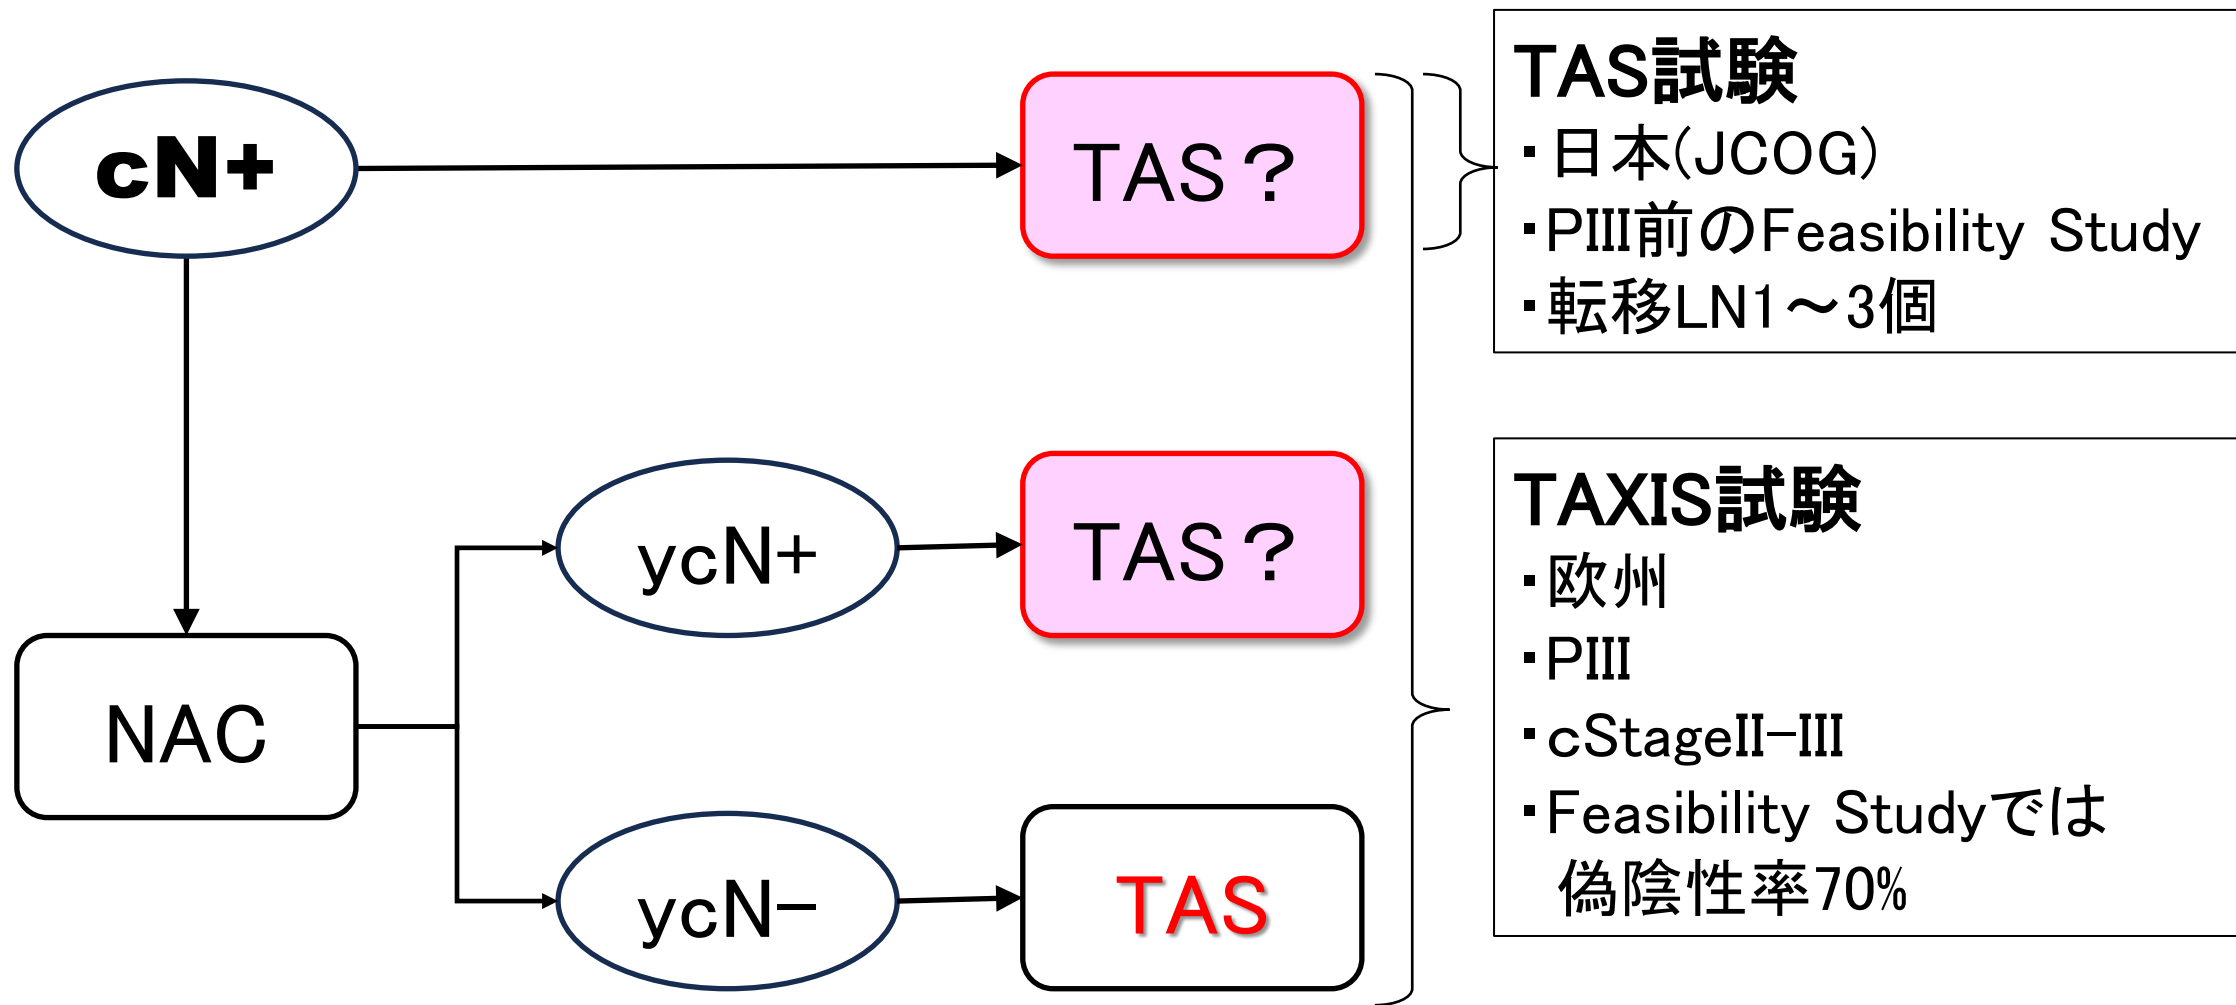 cN+
TAS？
TAS試験
・日本(JCOG)
・PIII前のFeasibility Study
・転移LN1～3個
ycN+
TAS？
NAC
ycN−
TAS
TAXIS試験
・欧州
・PIII
・cStageII−III
・Feasibility Studyでは
偽陰性率70%